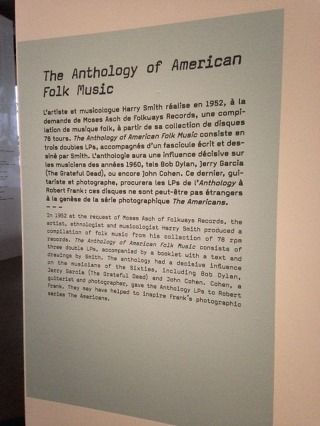 The Anthology of American
Folk Music
L'artiste et musicologue Harry Smith réalise en 1952, à la
demande de Moses Asch de Folkways Records, une compi-
lation de musique folk, à partir de sa collection de disques
78 tours. The Anthology of American Folk Music consiste en
trois doubles LPs, accompagnés d'un fascicule écrit et des-
siné par Smith. L'anthologie aura une influence décisive sur
les musiciens des années 1960, tels Bob Dylan, Jerry Garcia
(The Grateful Dead), ou encore John Cohen. Ce dernier, gui-
tariste et photographe, procurera les LPs de l'Anthologie à
Robert Frank : ces disques ne sont peut-être pas étrangers
à la genèse de la série photographique The Americans.
---
In 1952 at the request of Moses Asch of Folkways Records, the
artist, ethnologist and musicologist Harry Smith produced a
compilation of folk music from his collection of 78 rpm
records. The Anthology of American Folk Music consists of
three double LPs, accompanied by a booklet with a text and
drawings by Smith. The anthology had a decisive influence
on the musicians of the Sixties, including Bob Dylan,
Jerry Garcia (The Grateful Dead) and John Cohen. Cohen, a
guitarist and photographer, gave the Anthology LPs to Robert
Frank. They may have helped to inspire Frank's photographic
series The Americans.